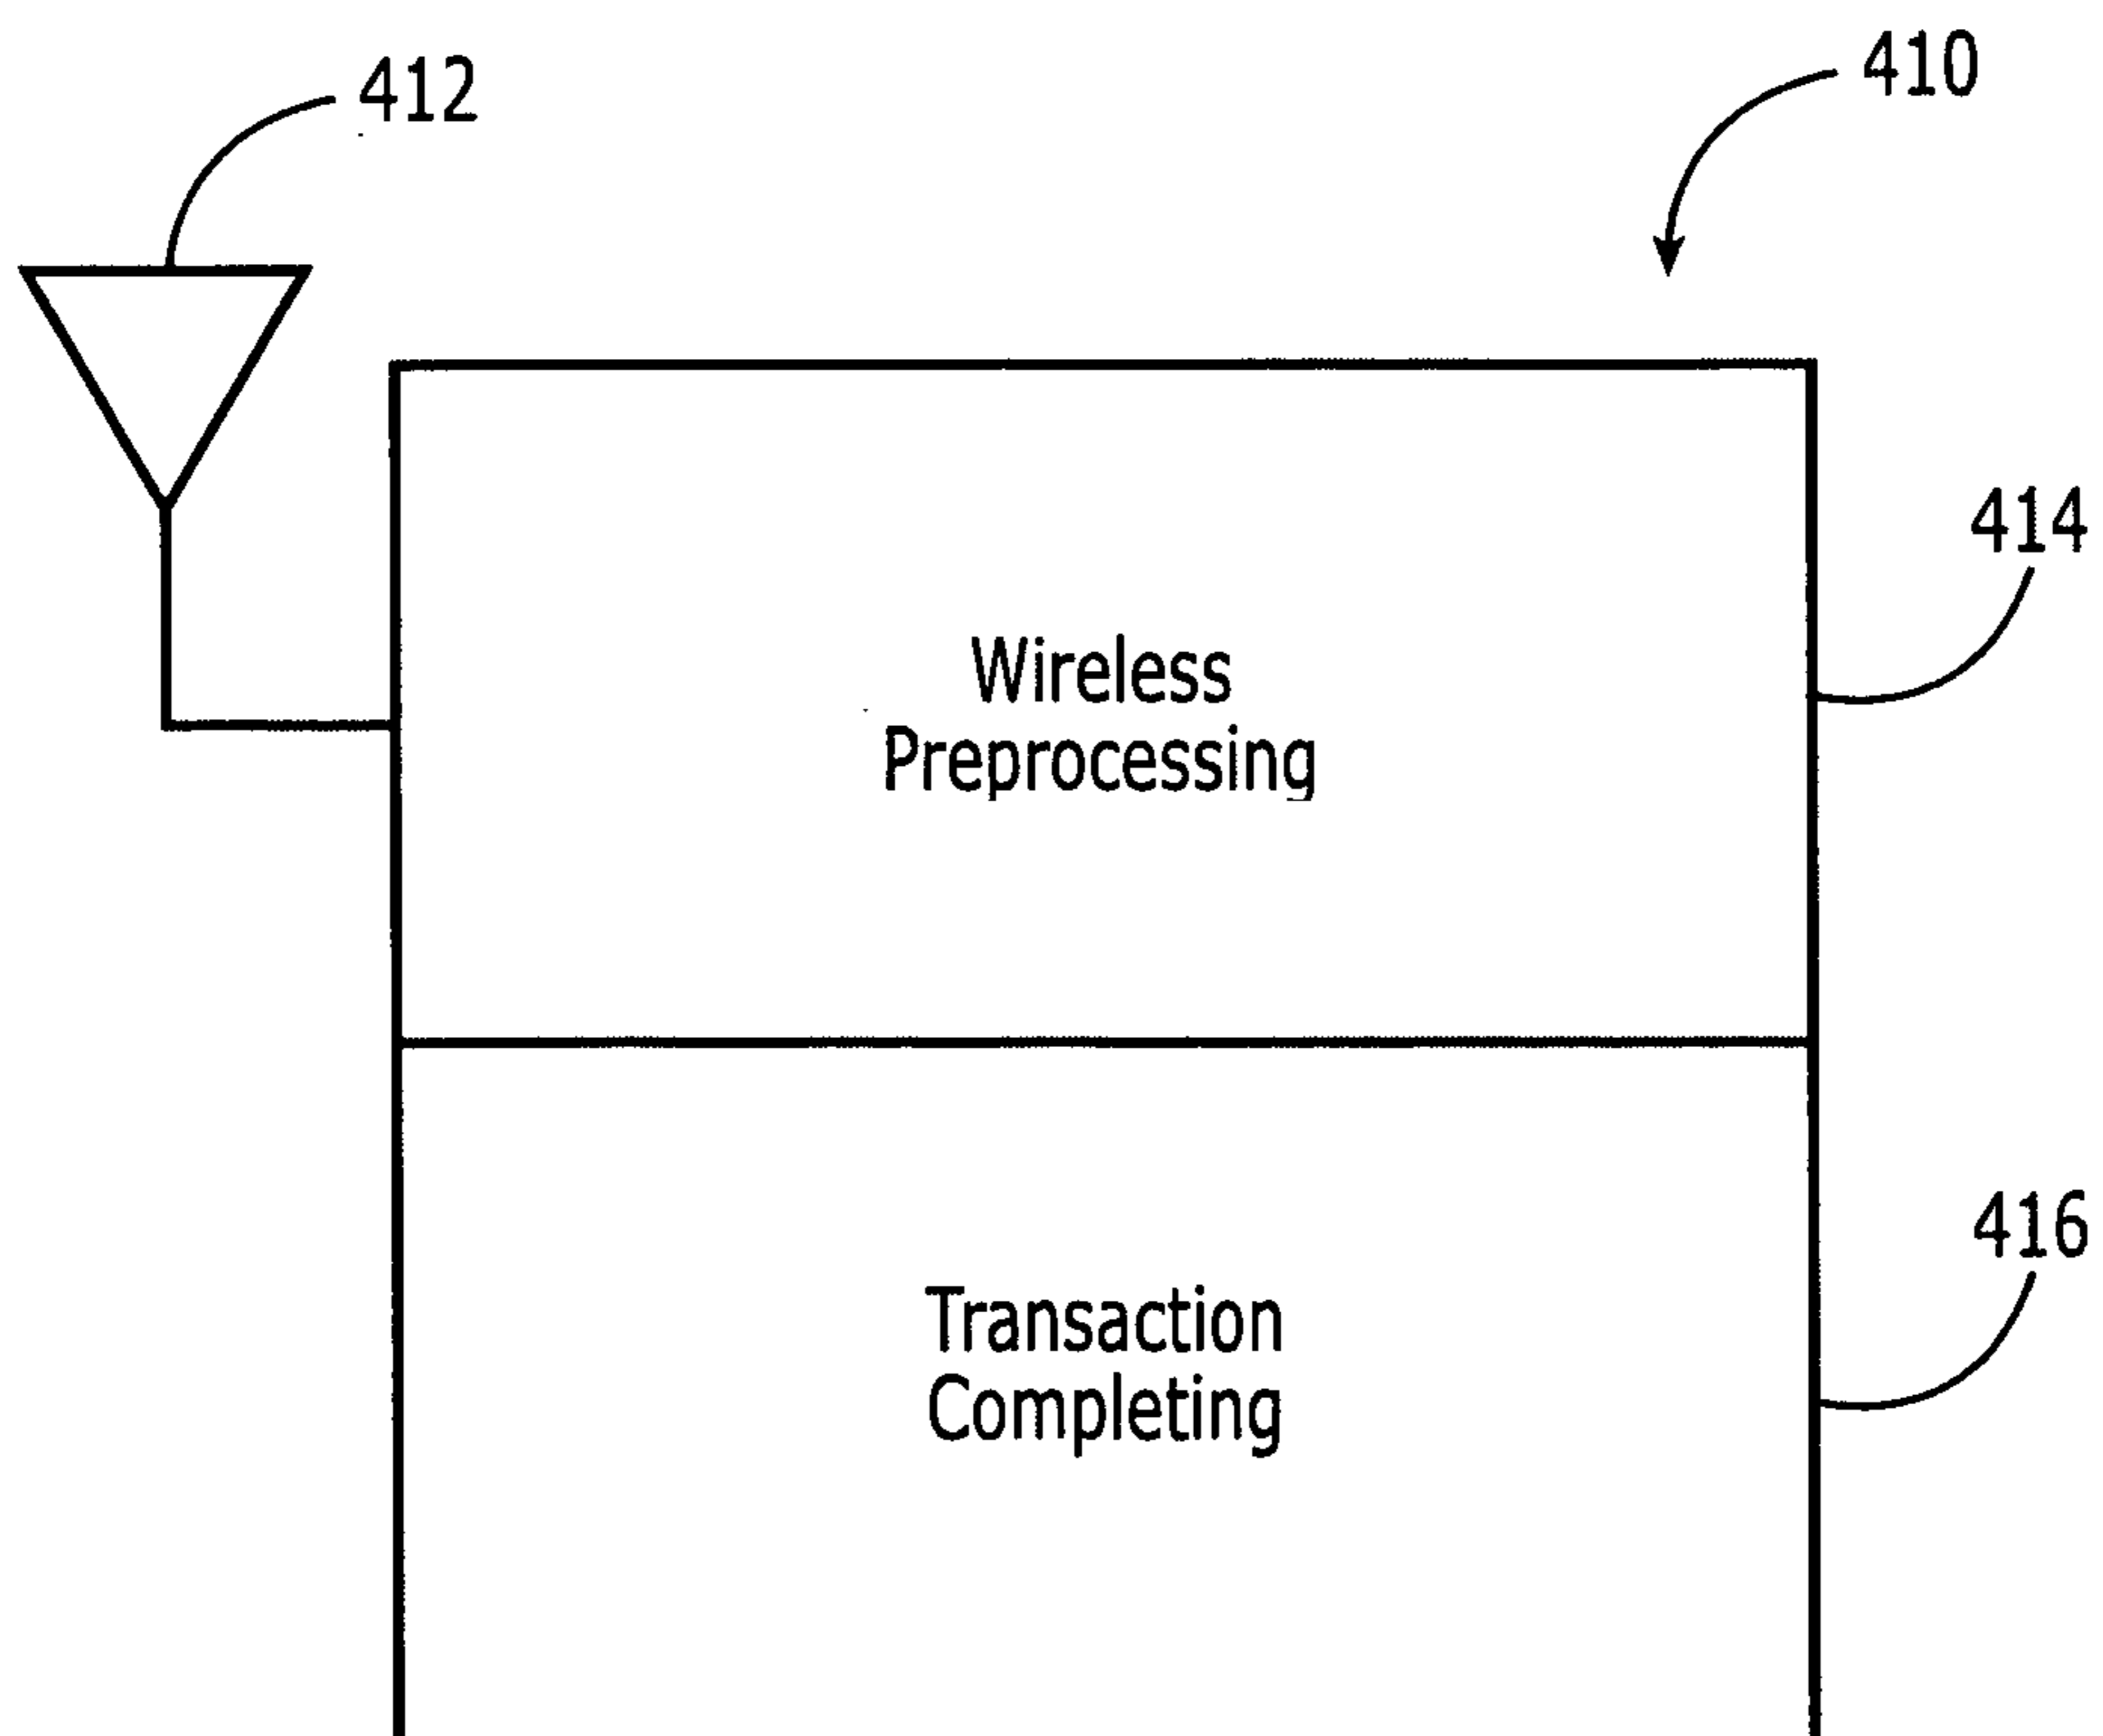 412
410
414
Wireless
Preprocessing
416
Transaction
Completing